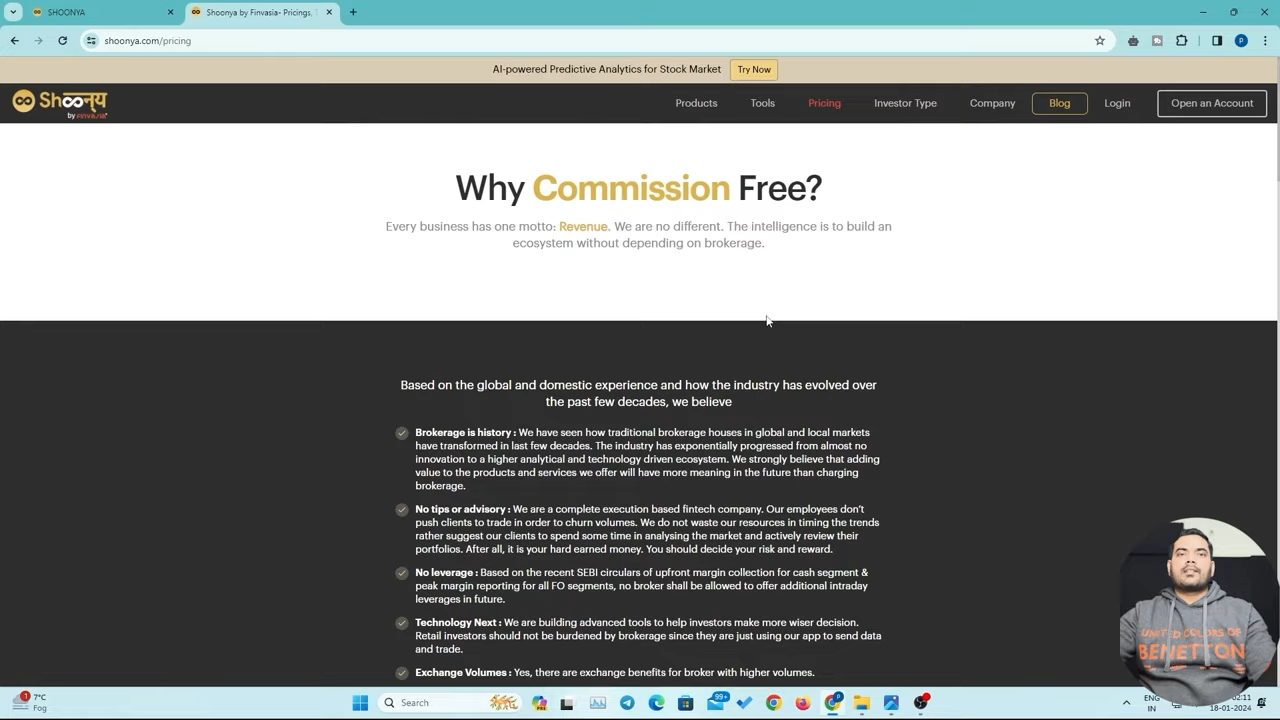 SHOONYA
Shoonya by Finvasia- Pricings,
shoonya.com/pricing
AI-powered Predictive Analytics for Stock Market
Try Now
Shoonya
by Finvasia
Products
Tools
Pricing
Investor Type
Company
Blog
Login
Open an Account
Why Commission Free?
Every business has one motto: Revenue. We are no different. The intelligence is to build an
ecosystem without depending on brokerage.
Based on the global and domestic experience and how the industry has evolved over
the past few decades, we believe
Brokerage is history : We have seen how traditional brokerage houses in global and local markets
have transformed in last few decades. The industry has exponentially progressed from almost no
innovation to a higher analytical and technology driven ecosystem. We strongly believe that adding
value to the products and services we offer will have more meaning in the future than charging
brokerage.
No tips or advisory : We are a complete execution based fintech company. Our employees don’t
push clients to trade in order to churn volumes. We do not waste our resources in timing the trends
rather suggest our clients to spend some time in analysing the market and actively review their
portfolios. After all, it is your hard earned money. You should decide your risk and reward.
No leverage : Based on the recent SEBI circulars of upfront margin collection for cash segment &
peak margin reporting for all FO segments, no broker shall be allowed to offer additional intraday
leverages in future.
Technology Next : We are building advanced tools to help investors make more wiser decision.
Retail investors should not be burdened by brokerage since they are just using our app to send data
and trade.
Exchange Volumes : Yes, there are exchange benefits for broker with higher volumes.
UNITED COLORS OF
BENETTON
1
7°C
Fog
Search
99+
ENG
IN
02:11
18-01-2024